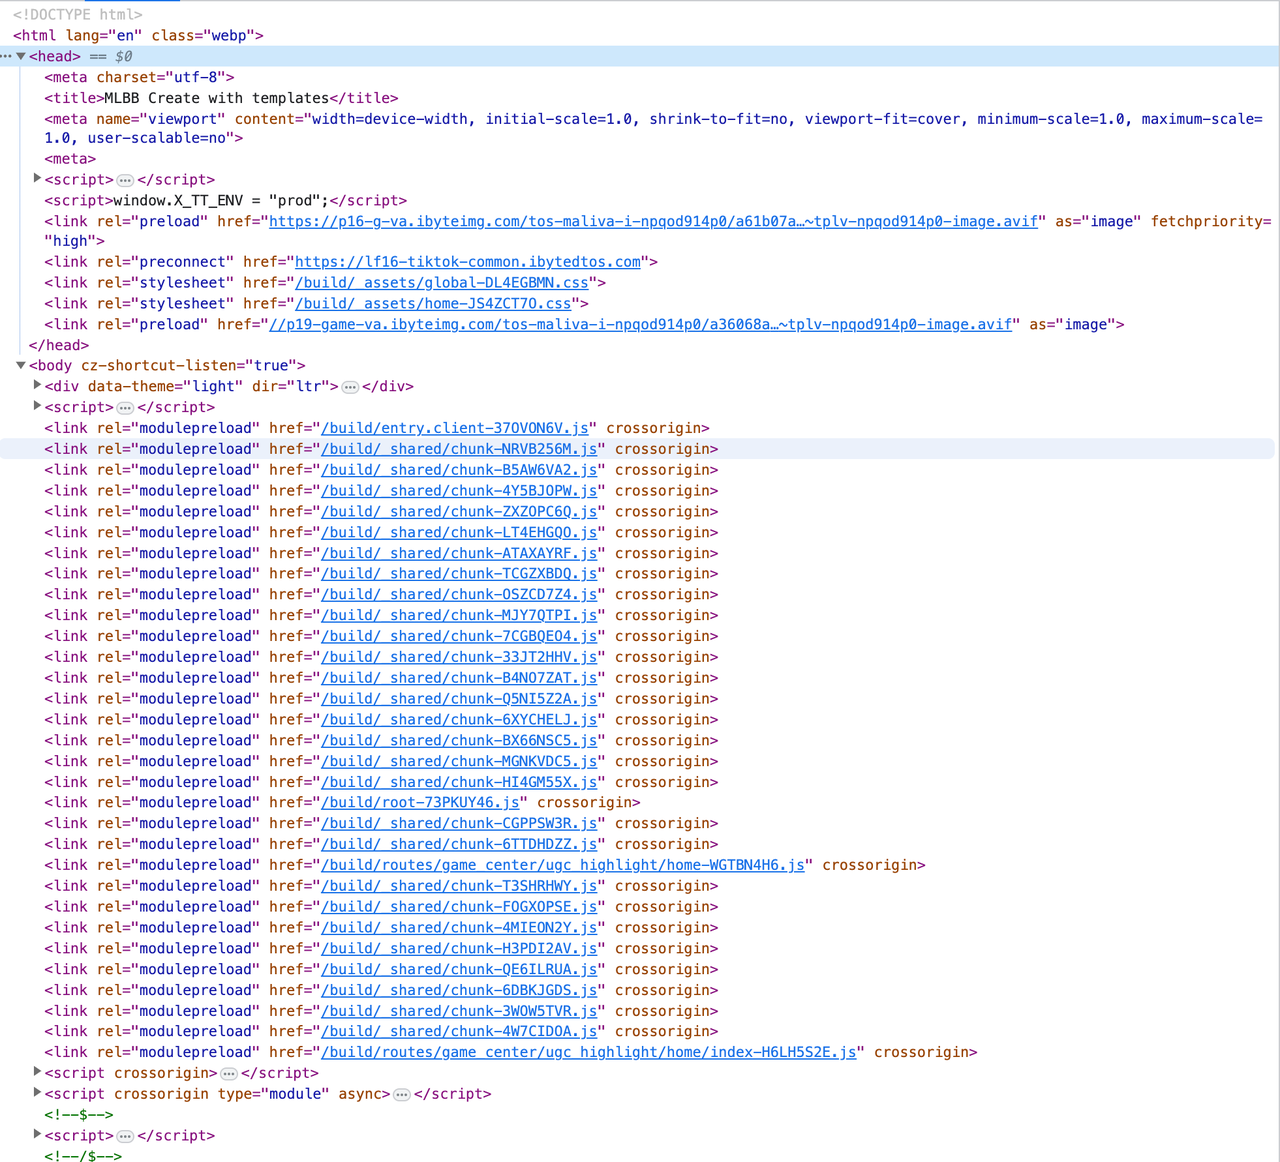 <!DOCTYPE html>
<html lang="en" class="webp">
<head> == $0
<meta charset="utf-8">
<title>MLBB Create with templates</title>
<meta name="viewport" content="width=device-width, initial-scale=1.0, shrink-to-fit=no, viewport-fit=cover, minimum-scale=1.0, maximum-scale=
1.0, user-scalable=no">
<meta>
<script>…</script>
<script>window.X_TT_ENV = "prod";</script>
<link rel="preload" href="https://p16-g-va.ibyteimg.com/tos-maliva-i-npqod914p0/a61b07a…~tplv-npqod914p0-image.avif" as="image" fetchpriority=
"high">
<link rel="preconnect" href="https://lf16-tiktok-common.ibytedtos.com">
<link rel="stylesheet" href="/build/_assets/global-DL4EGBMN.css">
<link rel="stylesheet" href="/build/_assets/home-JS4ZCT7O.css">
<link rel="preload" href="//p19-game-va.ibyteimg.com/tos-maliva-i-npqod914p0/a36068a…~tplv-npqod914p0-image.avif" as="image">
</head>
<body cz-shortcut-listen="true">
<div data-theme="light" dir="ltr">…</div>
<script>…</script>
<link rel="modulepreload" href="/build/entry.client-37OVON6V.js" crossorigin>
<link rel="modulepreload" href="/build/_shared/chunk-NRVB256M.js" crossorigin>
<link rel="modulepreload" href="/build/_shared/chunk-B5AW6VA2.js" crossorigin>
<link rel="modulepreload" href="/build/_shared/chunk-4Y5BJOPW.js" crossorigin>
<link rel="modulepreload" href="/build/_shared/chunk-ZXZOPC6Q.js" crossorigin>
<link rel="modulepreload" href="/build/_shared/chunk-LT4EHGQO.js" crossorigin>
<link rel="modulepreload" href="/build/_shared/chunk-ATAXAYRF.js" crossorigin>
<link rel="modulepreload" href="/build/_shared/chunk-TCGZXBDQ.js" crossorigin>
<link rel="modulepreload" href="/build/_shared/chunk-OSZCD7Z4.js" crossorigin>
<link rel="modulepreload" href="/build/_shared/chunk-MJY7QTPI.js" crossorigin>
<link rel="modulepreload" href="/build/_shared/chunk-7CGBQEO4.js" crossorigin>
<link rel="modulepreload" href="/build/_shared/chunk-33JT2HHV.js" crossorigin>
<link rel="modulepreload" href="/build/_shared/chunk-B4NO7ZAT.js" crossorigin>
<link rel="modulepreload" href="/build/_shared/chunk-Q5NI5Z2A.js" crossorigin>
<link rel="modulepreload" href="/build/_shared/chunk-6XYCHELJ.js" crossorigin>
<link rel="modulepreload" href="/build/_shared/chunk-BX66NSC5.js" crossorigin>
<link rel="modulepreload" href="/build/_shared/chunk-MGNKVDC5.js" crossorigin>
<link rel="modulepreload" href="/build/_shared/chunk-HI4GM55X.js" crossorigin>
<link rel="modulepreload" href="/build/root-73PKUY46.js" crossorigin>
<link rel="modulepreload" href="/build/_shared/chunk-CGPPSW3R.js" crossorigin>
<link rel="modulepreload" href="/build/_shared/chunk-6TTDHDZZ.js" crossorigin>
<link rel="modulepreload" href="/build/routes/game_center/ugc_highlight/home-WGTBN4H6.js" crossorigin>
<link rel="modulepreload" href="/build/_shared/chunk-T3SHRHWY.js" crossorigin>
<link rel="modulepreload" href="/build/_shared/chunk-FOGXOPSE.js" crossorigin>
<link rel="modulepreload" href="/build/_shared/chunk-4MIEON2Y.js" crossorigin>
<link rel="modulepreload" href="/build/_shared/chunk-H3PDI2AV.js" crossorigin>
<link rel="modulepreload" href="/build/_shared/chunk-QE6ILRUA.js" crossorigin>
<link rel="modulepreload" href="/build/_shared/chunk-6DBKJGDS.js" crossorigin>
<link rel="modulepreload" href="/build/_shared/chunk-3WOW5TVR.js" crossorigin>
<link rel="modulepreload" href="/build/_shared/chunk-4W7CIDOA.js" crossorigin>
<link rel="modulepreload" href="/build/routes/game_center/ugc_highlight/home/index-H6LH5S2E.js" crossorigin>
<script crossorigin>…</script>
<script crossorigin type="module" async>…</script>
<!--$-->
<script>…</script>
<!--/$-->